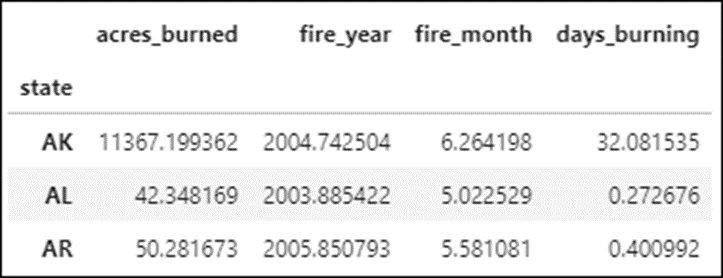 acres_burned fire_year fire_month days_burning
state
AK 11367.199362 2004.742504 6.264198 32.081535
AL 42.348169 2003.885422 5.022529 0.272676
AR 50.281673 2005.850793 5.581081 0.400992